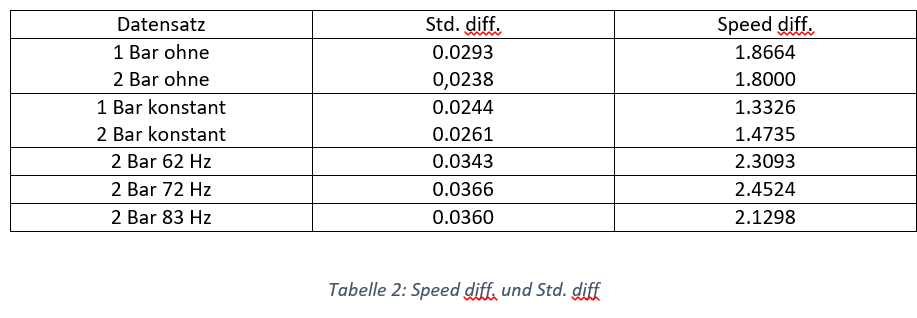 Datensatz Std. diff. Speed diff.
1 Bar ohne 0.0293 1.8664
2 Bar ohne 0,0238 1.8000
1 Bar konstant 0.0244 1.3326
2 Bar konstant 0.0261 1.4735
2 Bar 62 Hz 0.0343 2.3093
2 Bar 72 Hz 0.0366 2.4524
2 Bar 83 Hz 0.0360 2.1298
Tabelle 2: Speed diff. und Std. diff